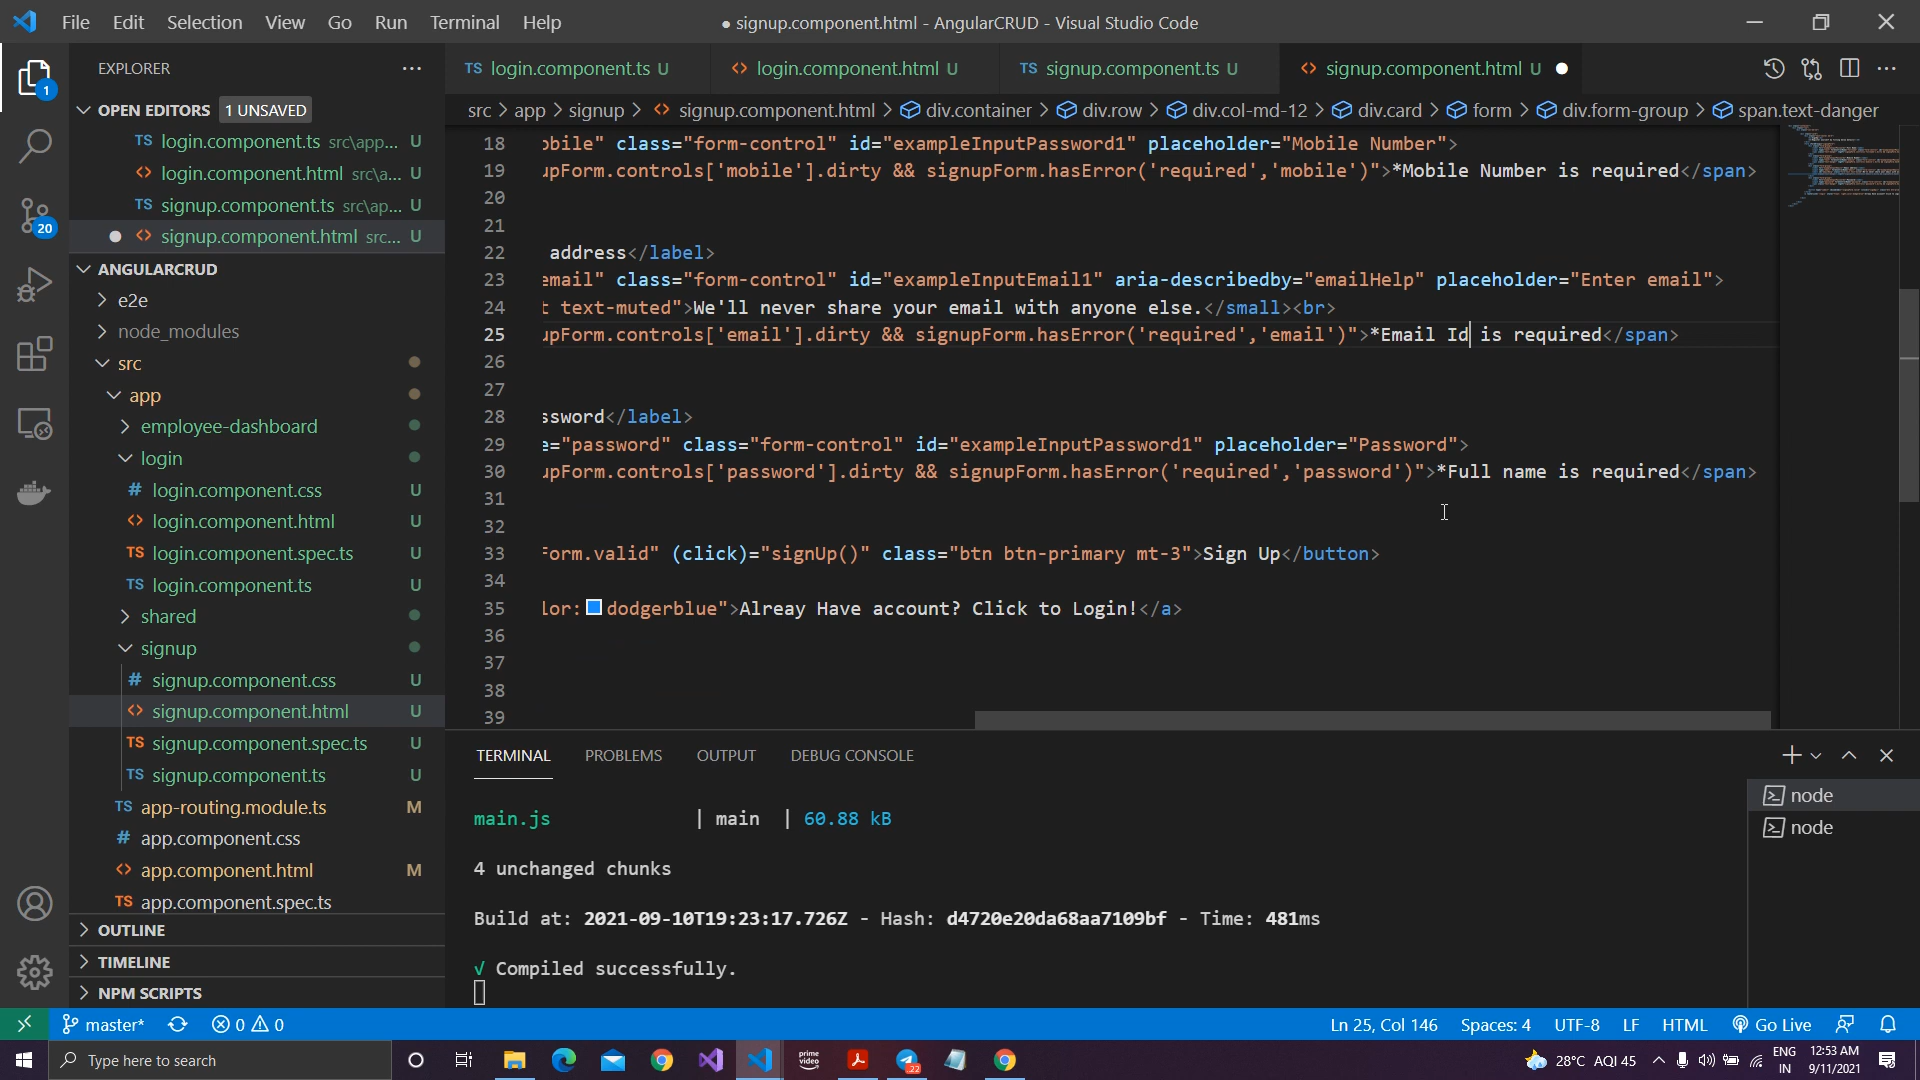 File Edit Selection View Go Run Terminal Help
● signup.component.html - AngularCRUD - Visual Studio Code
EXPLORER
OPEN EDITORS 1 UNSAVED
TS login.component.ts src\app... U
login.component.html src\a... U
TS signup.component.ts src\ap... U
● signup.component.html src... U
ANGULARCRUD
e2e
node_modules
src
app
employee-dashboard
login
# login.component.css U
login.component.html U
TS login.component.spec.ts U
TS login.component.ts U
shared
signup
# signup.component.css U
signup.component.html U
TS signup.component.spec.ts U
TS signup.component.ts U
TS app-routing.module.ts M
# app.component.css
app.component.html M
TS app.component.spec.ts
OUTLINE
TIMELINE
NPM SCRIPTS
1
20
TS login.component.ts U
login.component.html U
TS signup.component.ts U
signup.component.html U ●
src > app > signup > signup.component.html > div.container > div.row > div.col-md-12 > div.card > form > div.form-group > span.text-danger
18 obile" class="form-control" id="exampleInputPassword1" placeholder="Mobile Number">
19 upForm.controls['mobile'].dirty && signupForm.hasError('required','mobile')">*Mobile Number is required</span>
20
21
22 address</label>
23 email" class="form-control" id="exampleInputEmail1" aria-describedby="emailHelp" placeholder="Enter email">
24 t text-muted">We'll never share your email with anyone else.</small><br>
25 upForm.controls['email'].dirty && signupForm.hasError('required','email')">*Email Id is required</span>
26
27
28 ssword</label>
29 e="password" class="form-control" id="exampleInputPassword1" placeholder="Password">
30 upForm.controls['password'].dirty && signupForm.hasError('required','password')">*Full name is required</span>
31
32
33 Form.valid" (click)="signUp()" class="btn btn-primary mt-3">Sign Up</button>
34
35 lor:dodgerblue">Alreay Have account? Click to Login!</a>
36
37
38
39
TERMINAL PROBLEMS OUTPUT DEBUG CONSOLE
main.js | main | 60.88 kB
4 unchanged chunks
Build at: 2021-09-10T19:23:17.726Z - Hash: d4720e20da68aa7109bf - Time: 481ms
√ Compiled successfully.
node
node
master* 0 0
Ln 25, Col 146 Spaces: 4 UTF-8 LF HTML Go Live
Type here to search
prime video
22
28°C AQI 45
ENG
IN
12:53 AM
9/11/2021